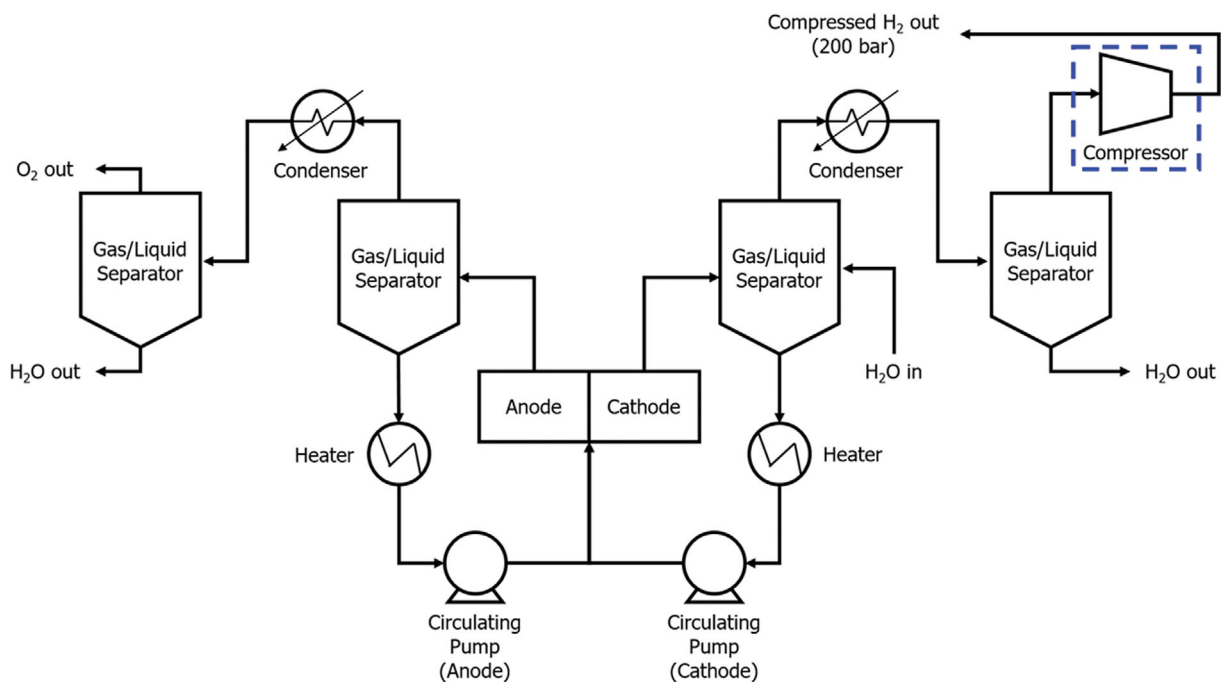 Compressed H₂ out
(200 bar)
Compressor
Condenser
Condenser
O₂ out
Gas/Liquid
Separator
Gas/Liquid
Separator
Gas/Liquid
Separator
Gas/Liquid
Separator
H₂O out
H₂O in
H₂O out
Anode
Cathode
Heater
Heater
Circulating
Pump
(Anode)
Circulating
Pump
(Cathode)